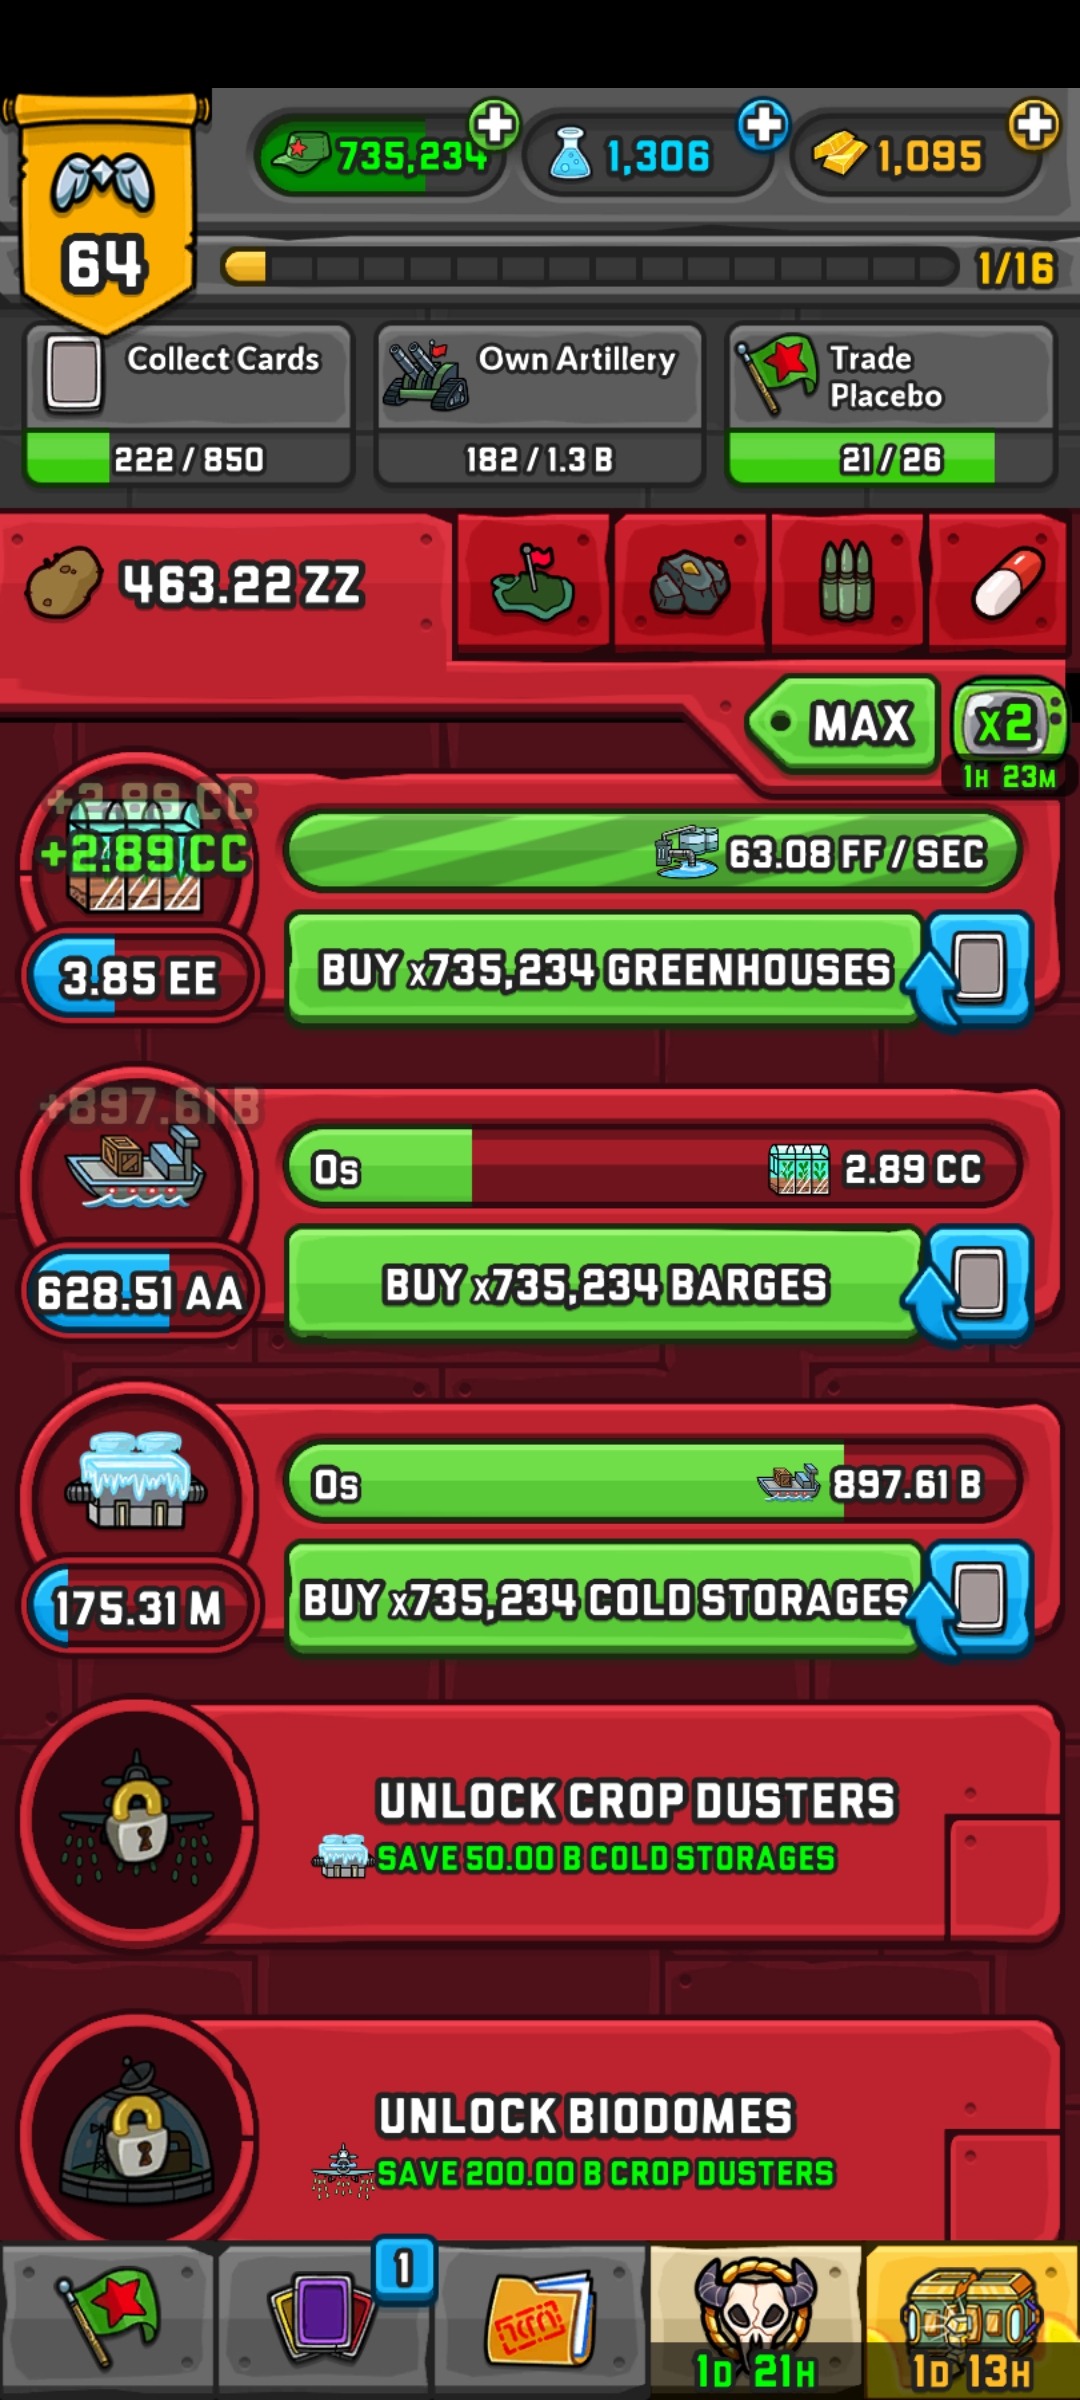 64
735,234
1,306
1,095
1/16
Collect Cards
222 / 850
Own Artillery
182 / 1.3 B
Trade
Placebo
21 / 26
463.22 ZZ
MAX
x2
1H 23M
+2.89 CC
+2.89 CC
63.08 FF / SEC
3.85 EE
BUY x735,234 GREENHOUSES
+897.61 B
0s
2.89 CC
628.51 AA
BUY x735,234 BARGES
0s
897.61 B
175.31 M
BUY x735,234 COLD STORAGES
UNLOCK CROP DUSTERS
SAVE 50.00 B COLD STORAGES
UNLOCK BIODOMES
SAVE 200.00 B CROP DUSTERS
1
1D 21H
1D 13H